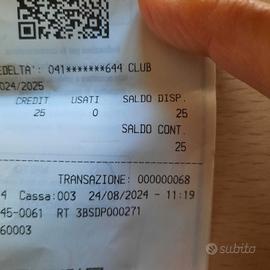 EDELTA': 041*******644 CLUB
024/2025
CREDIT USATI SALDO DISP.
25 0 25
SALDO CONT.
25
TRANSAZIONE: 000000068
4 Cassa:003 24/08/2024 - 11:19
45-0061 RT 3BSDP000271
60003
subito